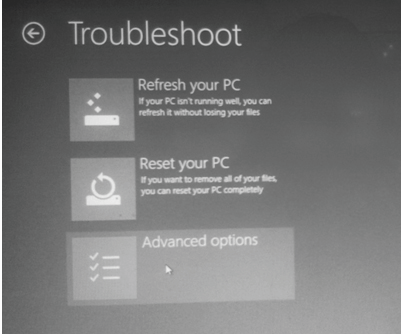 Troubleshoot
Refresh your PC
If your PC isn't running well, you can
refresh it without losing your files
Reset your PC
If you want to remove all of your files,
you can reset your PC completely
Advanced options